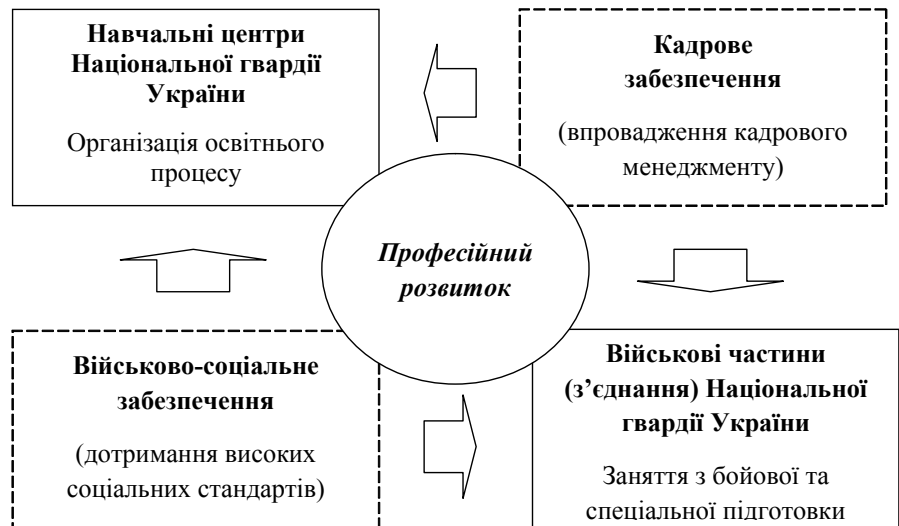 Навчальні центри
Національної гвардії
України
Організація освітнього
процесу
Кадрове
забезпечення
(впровадження кадрового
менеджменту)
Професійний
розвиток
Військово-соціальне
забезпечення
(дотримання високих
соціальних стандартів)
Військові частини
(з’єднання) Національної
гвардії України
Заняття з бойової та
спеціальної підготовки